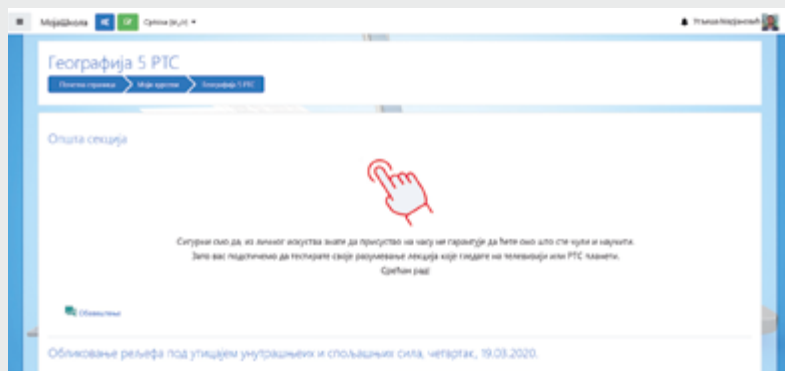 МојаШкола Српски
Географија 5 РТС
Почетна страница Моји курсеви Географија 5 РТС
Општа секција
Сигурни смо да, из личног искуства знате да присуство на часу не гарантује да ћете оно што сте чули и научити.
Зато вас подстичемо да тестирате своје разумевање лекција које гледате на телевизији или РТС планети.
Срећан рад!
Обавештења
Обликовање рељефа под утицајем унутрашњих и спољашњих сила, четвртак, 19.03.2020.